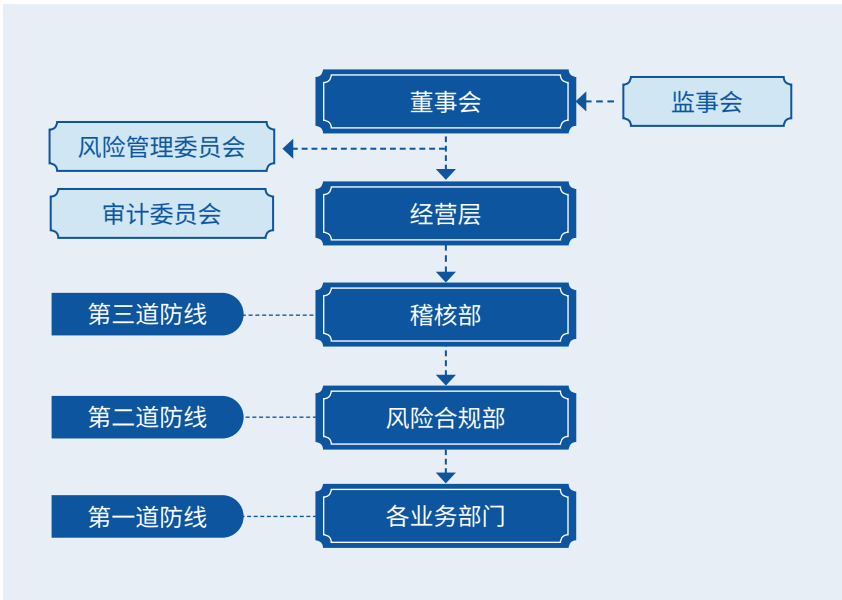 董事会
监事会
风险管理委员会
审计委员会
经营层
第三道防线
稽核部
第二道防线
风险合规部
第一道防线
各业务部门